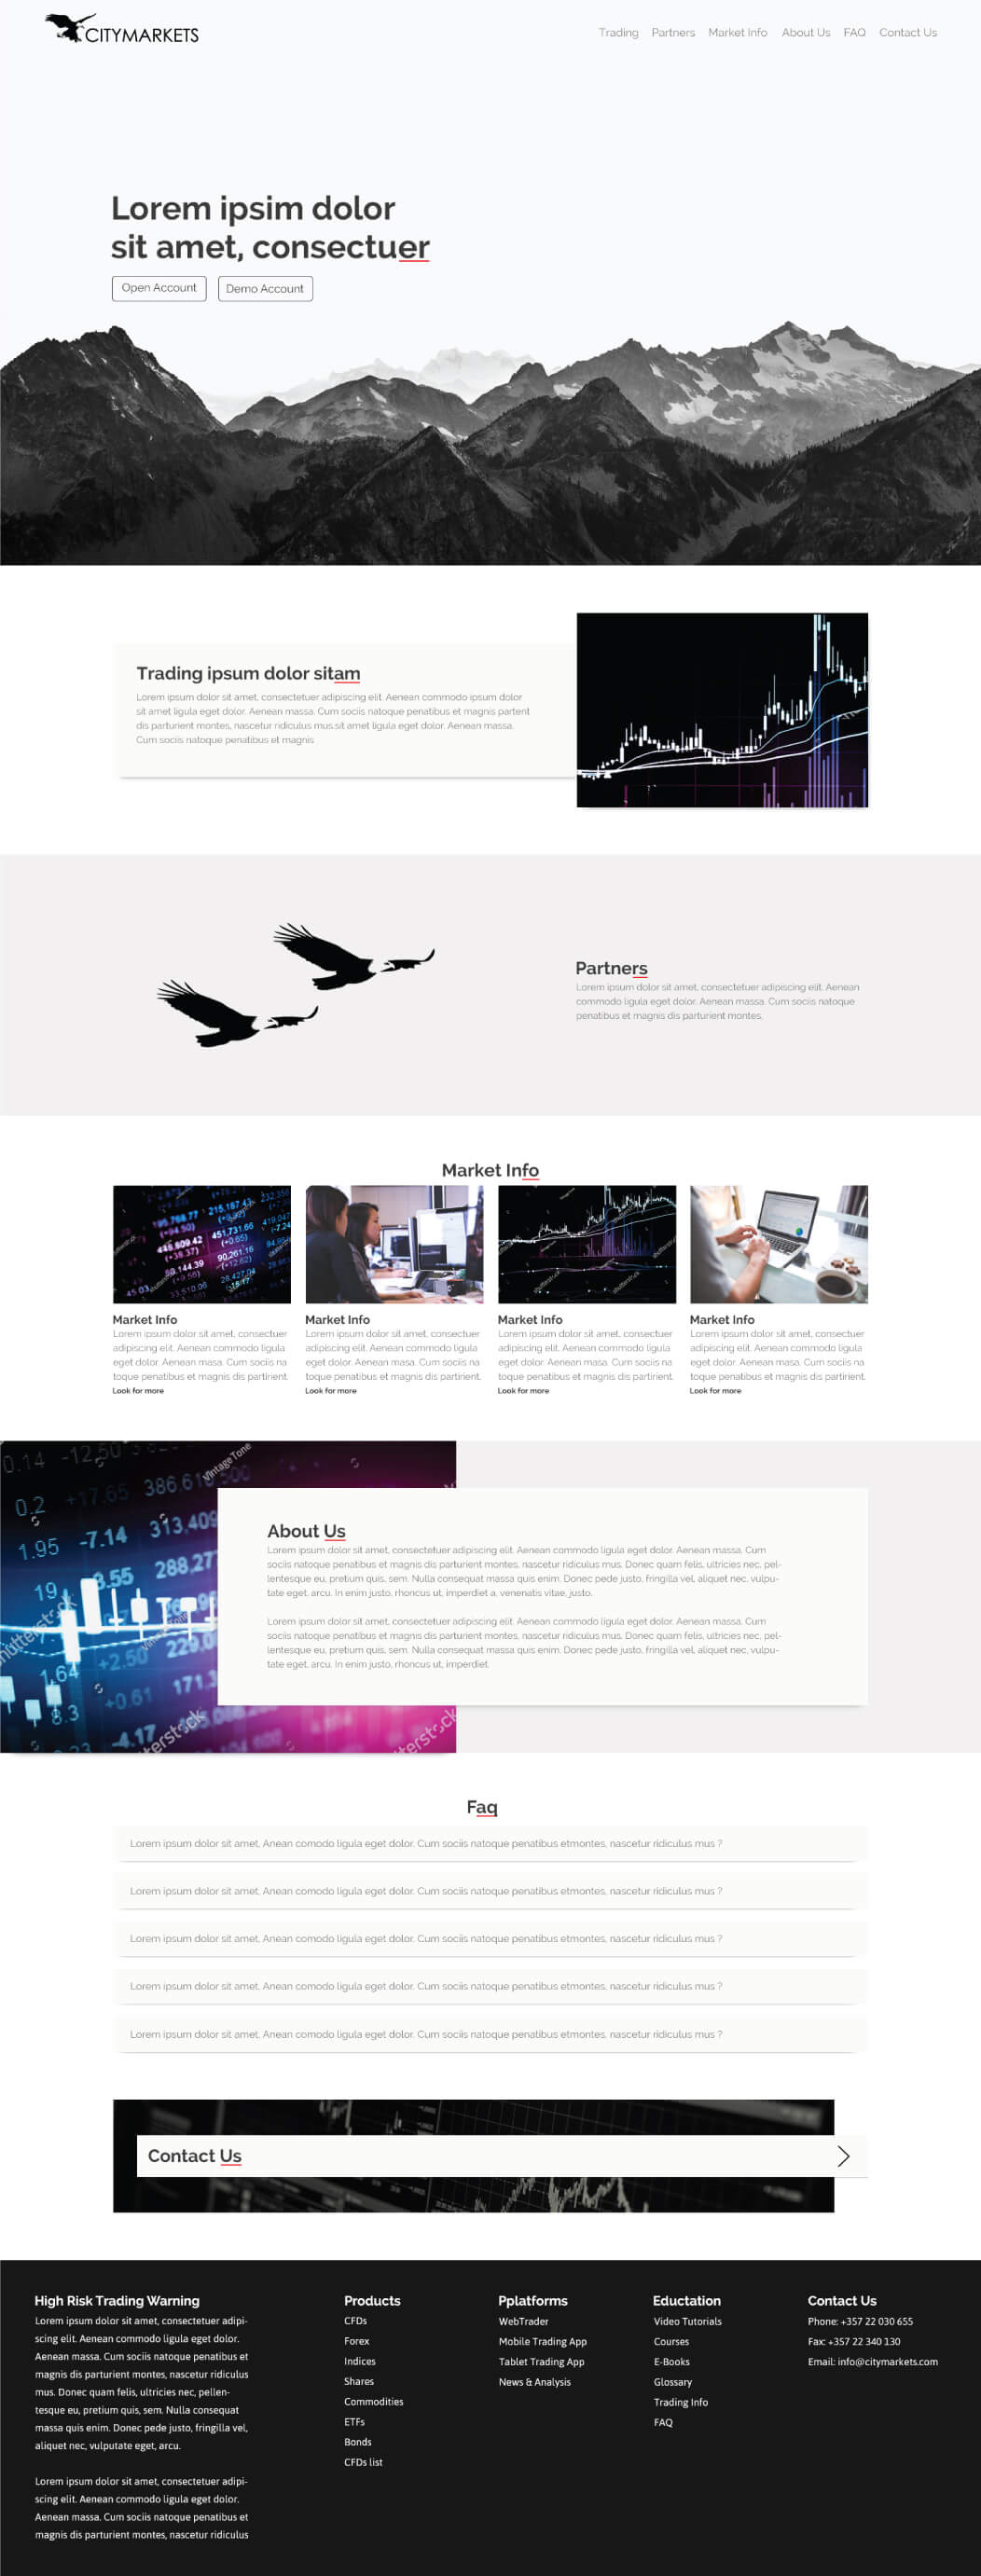 CITYMARKETS
Trading Partners Market Info About Us FAQ Contact Us
Lorem ipsim dolor
sit amet, consectuer
Open Account Demo Account
Trading ipsum dolor sitam
Lorem ipsum dolor sit amet, consectetuer adipiscing elit. Aenean commodo ipsum dolor
sit amet ligula eget dolor. Aenean massa. Cum sociis natoque penatibus et magnis partent
dis parturient montes, nascetur ridiculus mus.sit amet ligula eget dolor. Aenean massa.
Cum sociis natoque penatibus et magnis
Partners
Lorem ipsum dolor sit amet, consectetuer adipiscing elit. Aenean
commodo ligula eget dolor. Aenean massa. Cum sociis natoque
penatibus et magnis dis parturient montes.
Market Info
Market Info
Lorem ipsum dolor sit amet, consectuer
adipiscing elit. Aenean commodo ligula
eget dolor. Aenean masa. Cum sociis na
toque penatibus et magnis dis partirient.
Look for more
Market Info
Lorem ipsum dolor sit amet, consectuer
adipiscing elit. Aenean commodo ligula
eget dolor. Aenean masa. Cum sociis na
toque penatibus et magnis dis partirient.
Look for more
Market Info
Lorem ipsum dolor sit amet, consectuer
adipiscing elit. Aenean commodo ligula
eget dolor. Aenean masa. Cum sociis na
toque penatibus et magnis dis partirient.
Look for more
Market Info
Lorem ipsum dolor sit amet, consectuer
adipiscing elit. Aenean commodo ligula
eget dolor. Aenean masa. Cum sociis na
toque penatibus et magnis dis partirient.
Look for more
About Us
Lorem ipsum dolor sit amet, consectetuer adipiscing elit. Aenean commodo ligula eget dolor. Aenean massa. Cum
sociis natoque penatibus et magnis dis parturient montes, nascetur ridiculus mus. Donec quam felis, ultricies nec, pel-
lentesque eu, pretium quis, sem. Nulla consequat massa quis enim. Donec pede justo, fringilla vel, aliquet nec, vulpu-
tate eget, arcu. In enim justo, rhoncus ut, imperdiet a, venenatis vitae, justo.
Lorem ipsum dolor sit amet, consectetuer adipiscing elit. Aenean commodo ligula eget dolor. Aenean massa. Cum
sociis natoque penatibus et magnis dis parturient montes, nascetur ridiculus mus. Donec quam felis, ultricies nec, pel-
lentesque eu, pretium quis, sem. Nulla consequat massa quis enim. Donec pede justo, fringilla vel, aliquet nec, vulpu-
tate eget, arcu. In enim justo, rhoncus ut, imperdiet.
Faq
Lorem ipsum dolor sit amet, Anean comodo ligula eget dolor. Cum sociis natoque penatibus etmontes, nascetur ridiculus mus ?
Lorem ipsum dolor sit amet, Anean comodo ligula eget dolor. Cum sociis natoque penatibus etmontes, nascetur ridiculus mus ?
Lorem ipsum dolor sit amet, Anean comodo ligula eget dolor. Cum sociis natoque penatibus etmontes, nascetur ridiculus mus ?
Lorem ipsum dolor sit amet, Anean comodo ligula eget dolor. Cum sociis natoque penatibus etmontes, nascetur ridiculus mus ?
Lorem ipsum dolor sit amet, Anean comodo ligula eget dolor. Cum sociis natoque penatibus etmontes, nascetur ridiculus mus ?
Contact Us
High Risk Trading Warning
Lorem ipsum dolor sit amet, consectetuer adipi-
scing elit. Aenean commodo ligula eget dolor.
Aenean massa. Cum sociis natoque penatibus et
magnis dis parturient montes, nascetur ridiculus
mus. Donec quam felis, ultricies nec, pellen-
tesque eu, pretium quis, sem. Nulla consequat
massa quis enim. Donec pede justo, fringilla vel,
aliquet nec, vulputate eget, arcu.
Lorem ipsum dolor sit amet, consectetuer adipi-
scing elit. Aenean commodo ligula eget dolor.
Aenean massa. Cum sociis natoque penatibus et
magnis dis parturient montes, nascetur ridiculus
Products
CFDs
Forex
Indices
Shares
Commodities
ETFs
Bonds
CFDs list
Pplatforms
WebTrader
Mobile Trading App
Tablet Trading App
News & Analysis
Eductation
Video Tutorials
Courses
E-Books
Glossary
Trading Info
FAQ
Contact Us
Phone: +357 22 030 655
Fax: +357 22 340 130
Email: info@citymarkets.com